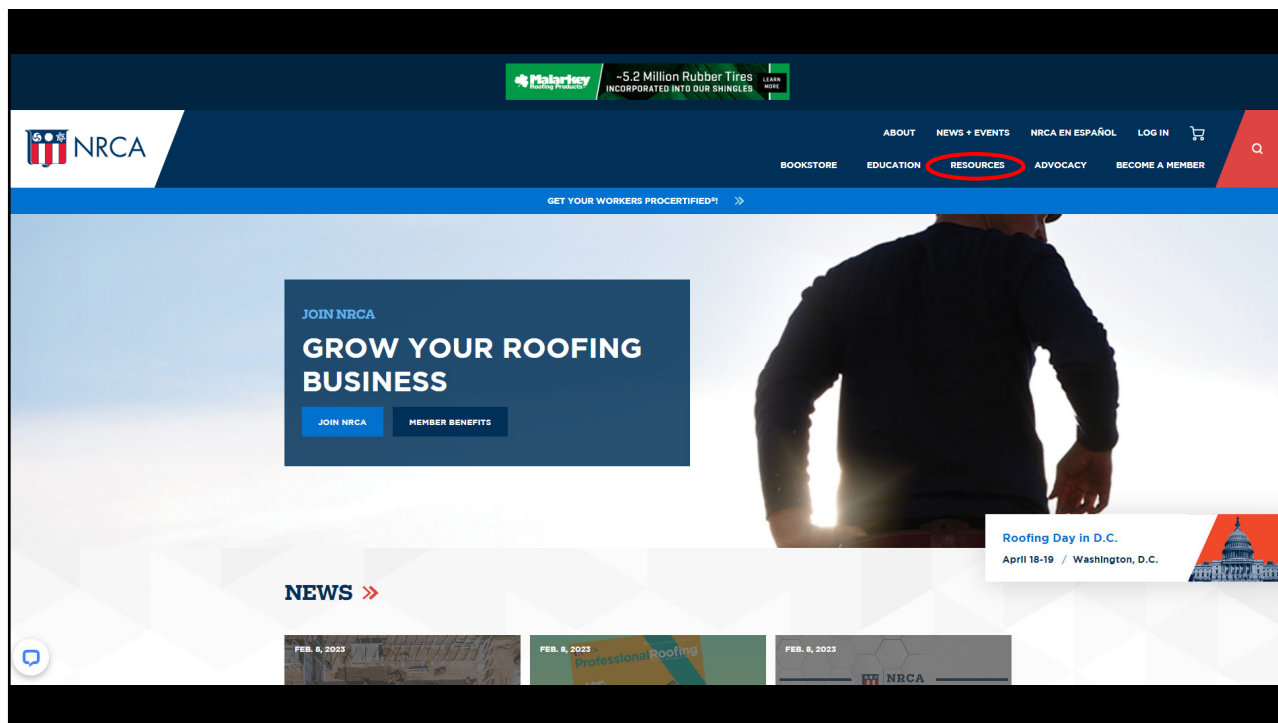 Malarkey
Roofing Products®
~5.2 Million Rubber Tires
INCORPORATED INTO OUR SHINGLES
LEARN
MORE
NRCA
ABOUT NEWS + EVENTS NRCA EN ESPAÑOL LOG IN
BOOKSTORE EDUCATION RESOURCES ADVOCACY BECOME A MEMBER
GET YOUR WORKERS PROCERTIFIED®!
JOIN NRCA
GROW YOUR ROOFING
BUSINESS
JOIN NRCA MEMBER BENEFITS
Roofing Day in D.C.
April 18-19 / Washington, D.C.
NEWS
FEB. 8, 2023 FEB. 8, 2023 FEB. 8, 2023
ProfessionalRoofing
NRCA